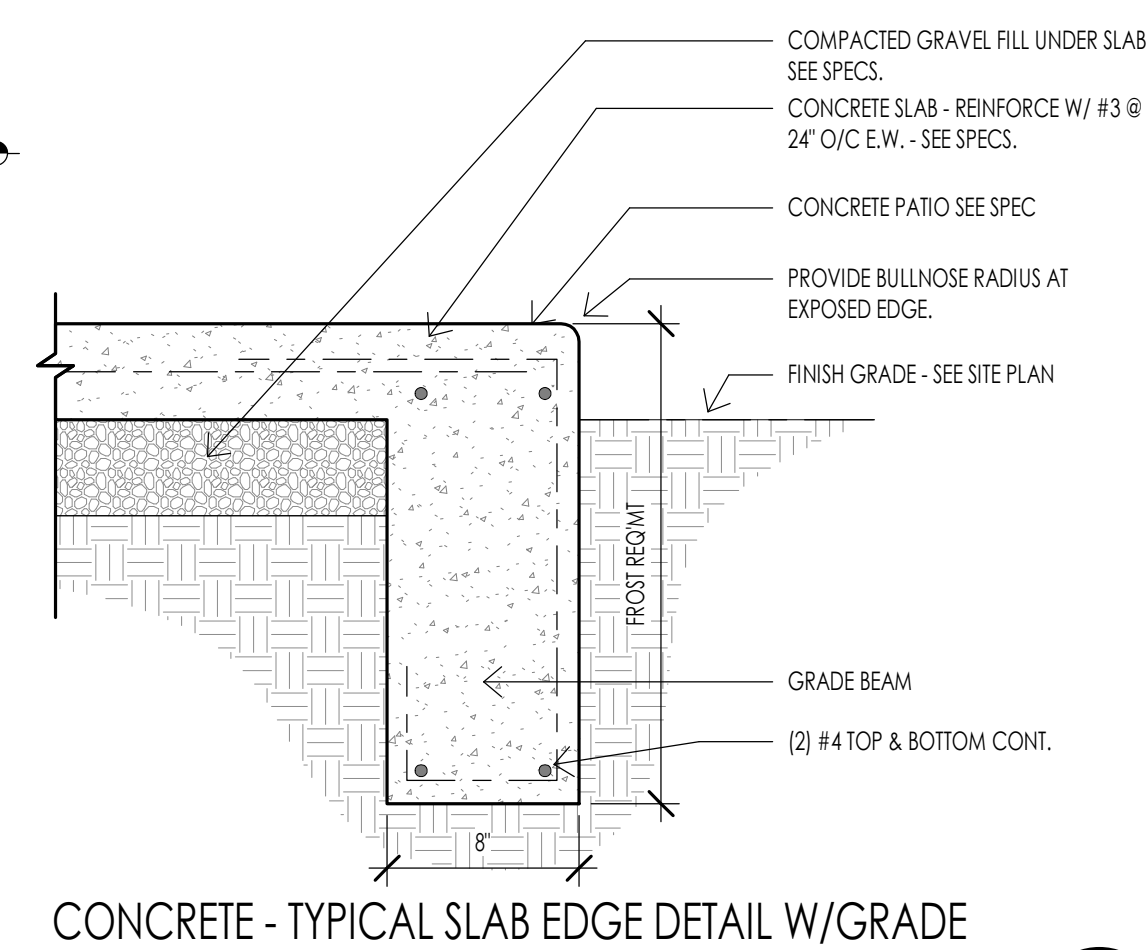 COMPACTED GRAVEL FILL UNDER SLAB
SEE SPECS.
CONCRETE SLAB - REINFORCE W/ #3 @
24" O/C E.W. - SEE SPECS.
CONCRETE PATIO SEE SPEC
PROVIDE BULLNOSE RADIUS AT
EXPOSED EDGE.
FINISH GRADE - SEE SITE PLAN
FROST REQ'MT
GRADE BEAM
(2) #4 TOP & BOTTOM CONT.
8"
CONCRETE - TYPICAL SLAB EDGE DETAIL W/GRADE